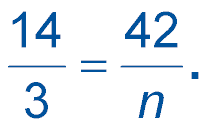 14/3 = 42/n.